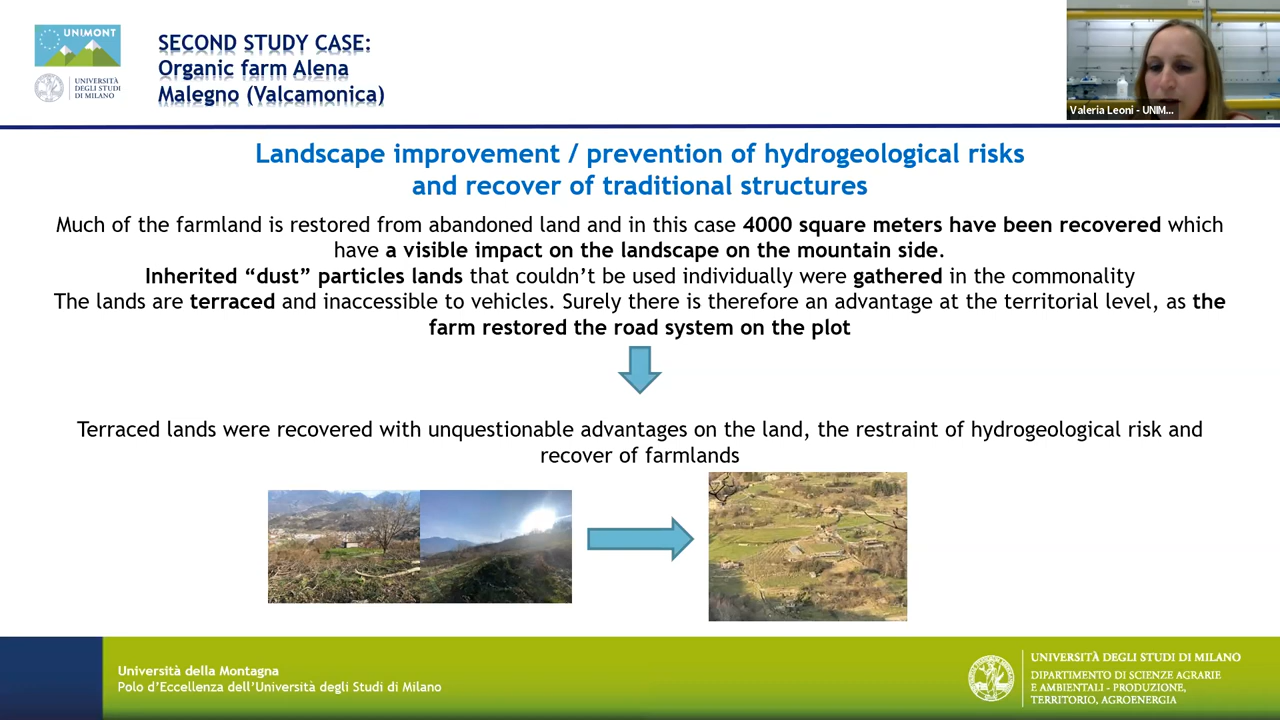 UNIMONT
UNIVERSITÀ
DEGLI STUDI
DI MILANO
SECOND STUDY CASE:
Organic farm Alena
Malegno (Valcamonica)
Valeria Leoni - UNIM...
Landscape improvement / prevention of hydrogeological risks
and recover of traditional structures
Much of the farmland is restored from abandoned land and in this case 4000 square meters have been recovered which
have a visible impact on the landscape on the mountain side.
Inherited “dust” particles lands that couldn’t be used individually were gathered in the commonality
The lands are terraced and inaccessible to vehicles. Surely there is therefore an advantage at the territorial level, as the
farm restored the road system on the plot
Terraced lands were recovered with unquestionable advantages on the land, the restraint of hydrogeological risk and
recover of farmlands
Università della Montagna
Polo d’Eccellenza dell’Università degli Studi di Milano
UNIVERSITÀ DEGLI STUDI DI MILANO
DIPARTIMENTO DI SCIENZE AGRARIE
E AMBIENTALI - PRODUZIONE,
TERRITORIO, AGROENERGIA